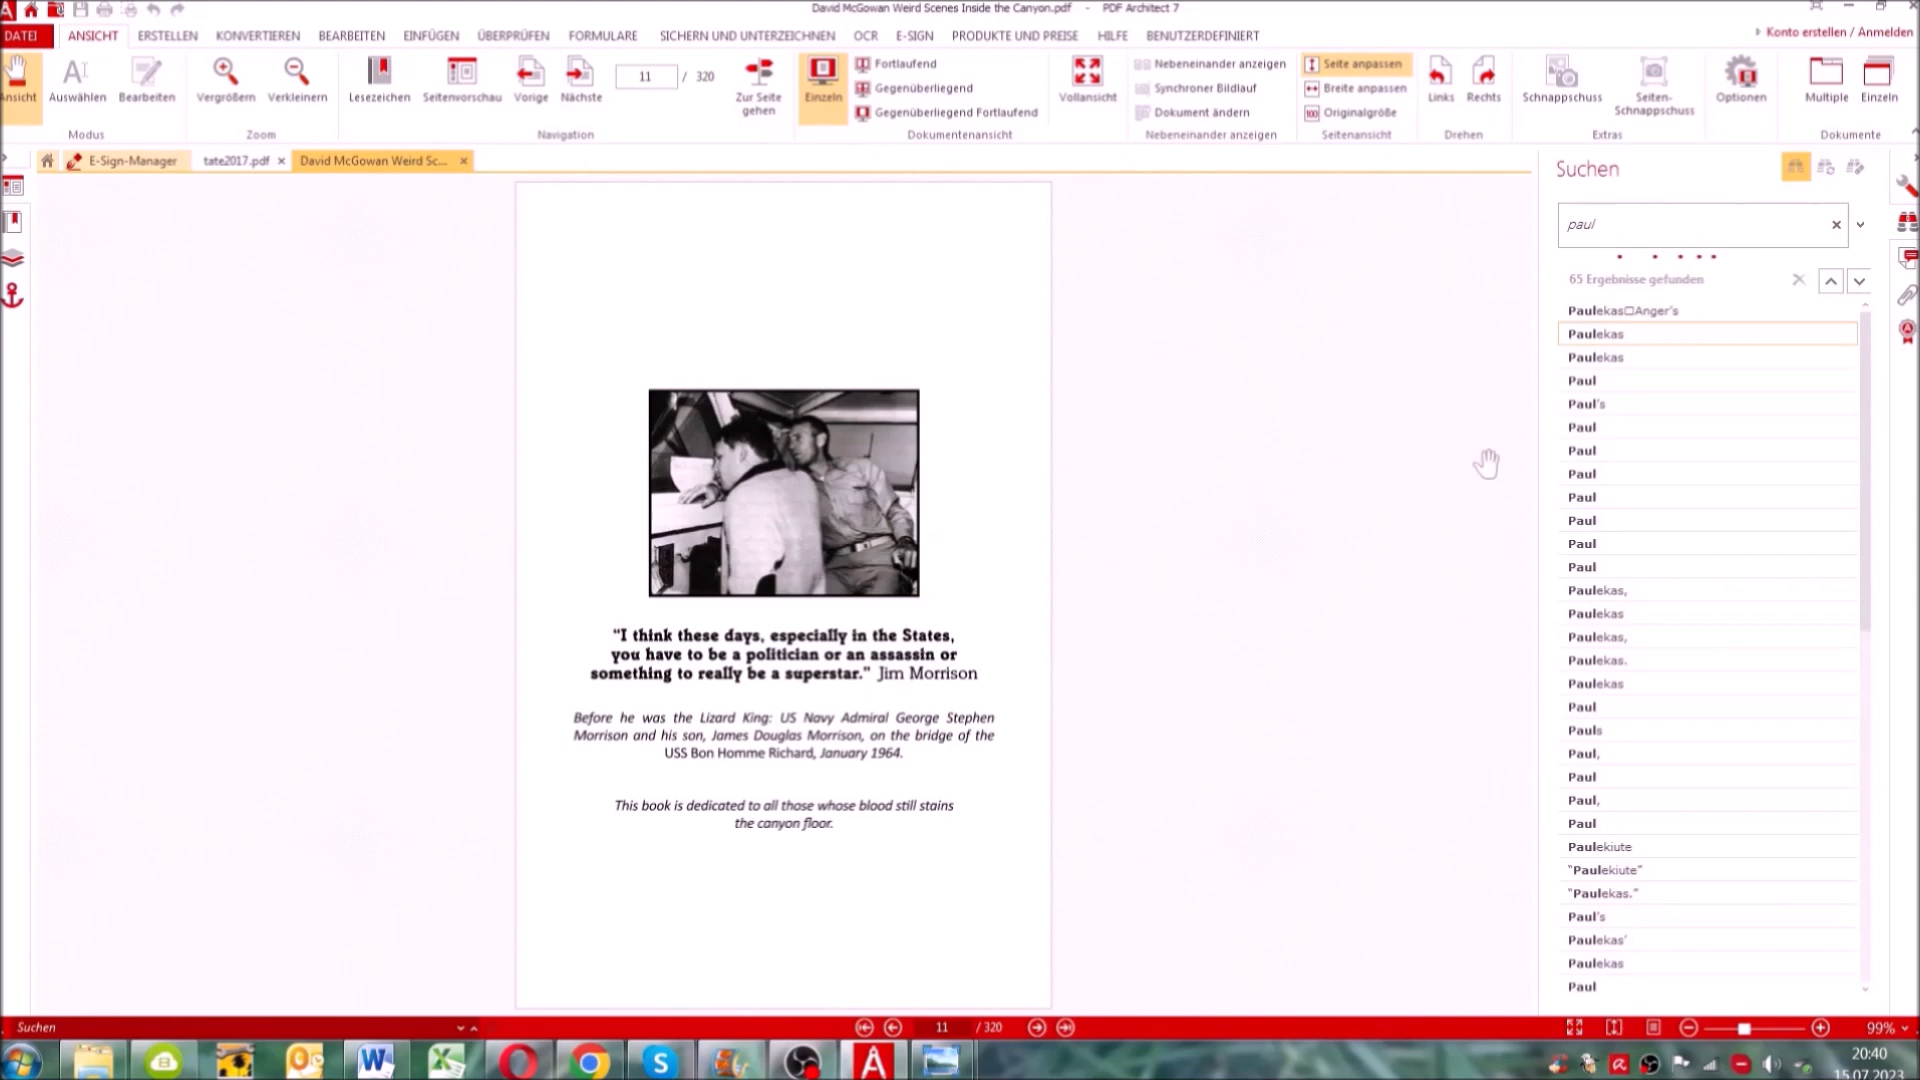 David McGowan Weird Scenes Inside the Canyon.pdf - PDF Architect 7
DATEI ANSICHT ERSTELLEN KONVERTIEREN BEARBEITEN EINFÜGEN ÜBERPRÜFEN FORMULARE SICHERN UND UNTERZEICHNEN OCR E-SIGN PRODUKTE UND PREISE HILFE BENUTZERDEFINIERT Konto erstellen / Anmelden
Ansicht Auswählen Bearbeiten Vergrößern Verkleinern Lesezeichen Seitenvorschau Vorige Nächste 11 / 320 Zur Seite gehen Einzeln
Fortlaufend
Gegenüberliegend
Gegenüberliegend Fortlaufend
Vollansicht
Nebeneinander anzeigen
Synchroner Bildlauf
Dokument ändern
Seite anpassen
Breite anpassen
100 Originalgröße
Links Rechts Schnappschuss Seiten-Schnappschuss Optionen Multiple Einzeln
Modus Zoom Navigation Dokumentenansicht Nebeneinander anzeigen Seitenansicht Drehen Extras Dokumente
E-Sign-Manager tate2017.pdf David McGowan Weird Sc...
"I think these days, especially in the States,
you have to be a politician or an assassin or
something to really be a superstar." Jim Morrison
Before he was the Lizard King: US Navy Admiral George Stephen
Morrison and his son, James Douglas Morrison, on the bridge of the
USS Bon Homme Richard, January 1964.
This book is dedicated to all those whose blood still stains
the canyon floor.
Suchen
paul
65 Ergebnisse gefunden
Paulekas□Anger's
Paulekas
Paulekas
Paul
Paul's
Paul
Paul
Paul
Paul
Paul
Paul
Paul
Paulekas,
Paulekas
Paulekas,
Paulekas.
Paulekas
Paul
Pauls
Paul,
Paul
Paul,
Paul
Paulekiute
"Paulekiute"
"Paulekas."
Paul's
Paulekas'
Paulekas
Paul
Suchen 11 / 320 99%
20:40
15.07.2023